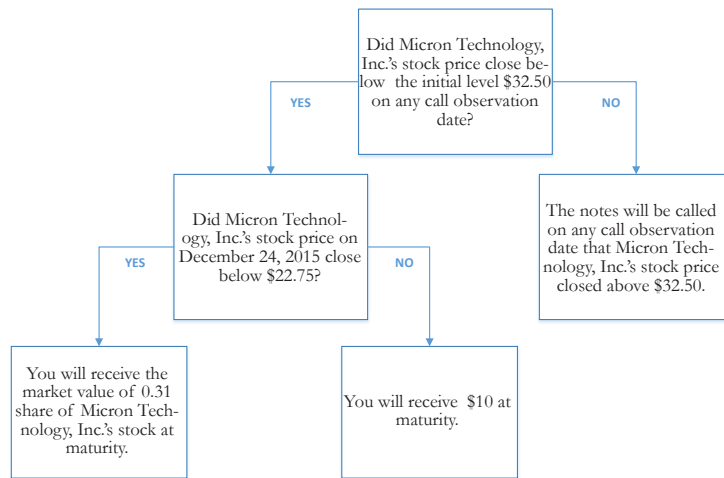 Did Micron Technology,
Inc.'s stock price close be-
low the initial level $32.50
on any call observation
date?
YES
NO
Did Micron Technol-
ogy, Inc.'s stock price on
December 24, 2015 close
below $22.75?
The notes will be called
on any call observation
date that Micron Tech-
nology, Inc.'s stock price
closed above $32.50.
YES
NO
You will receive the
market value of 0.31
share of Micron Tech-
nology, Inc.'s stock at
maturity.
You will receive $10 at
maturity.